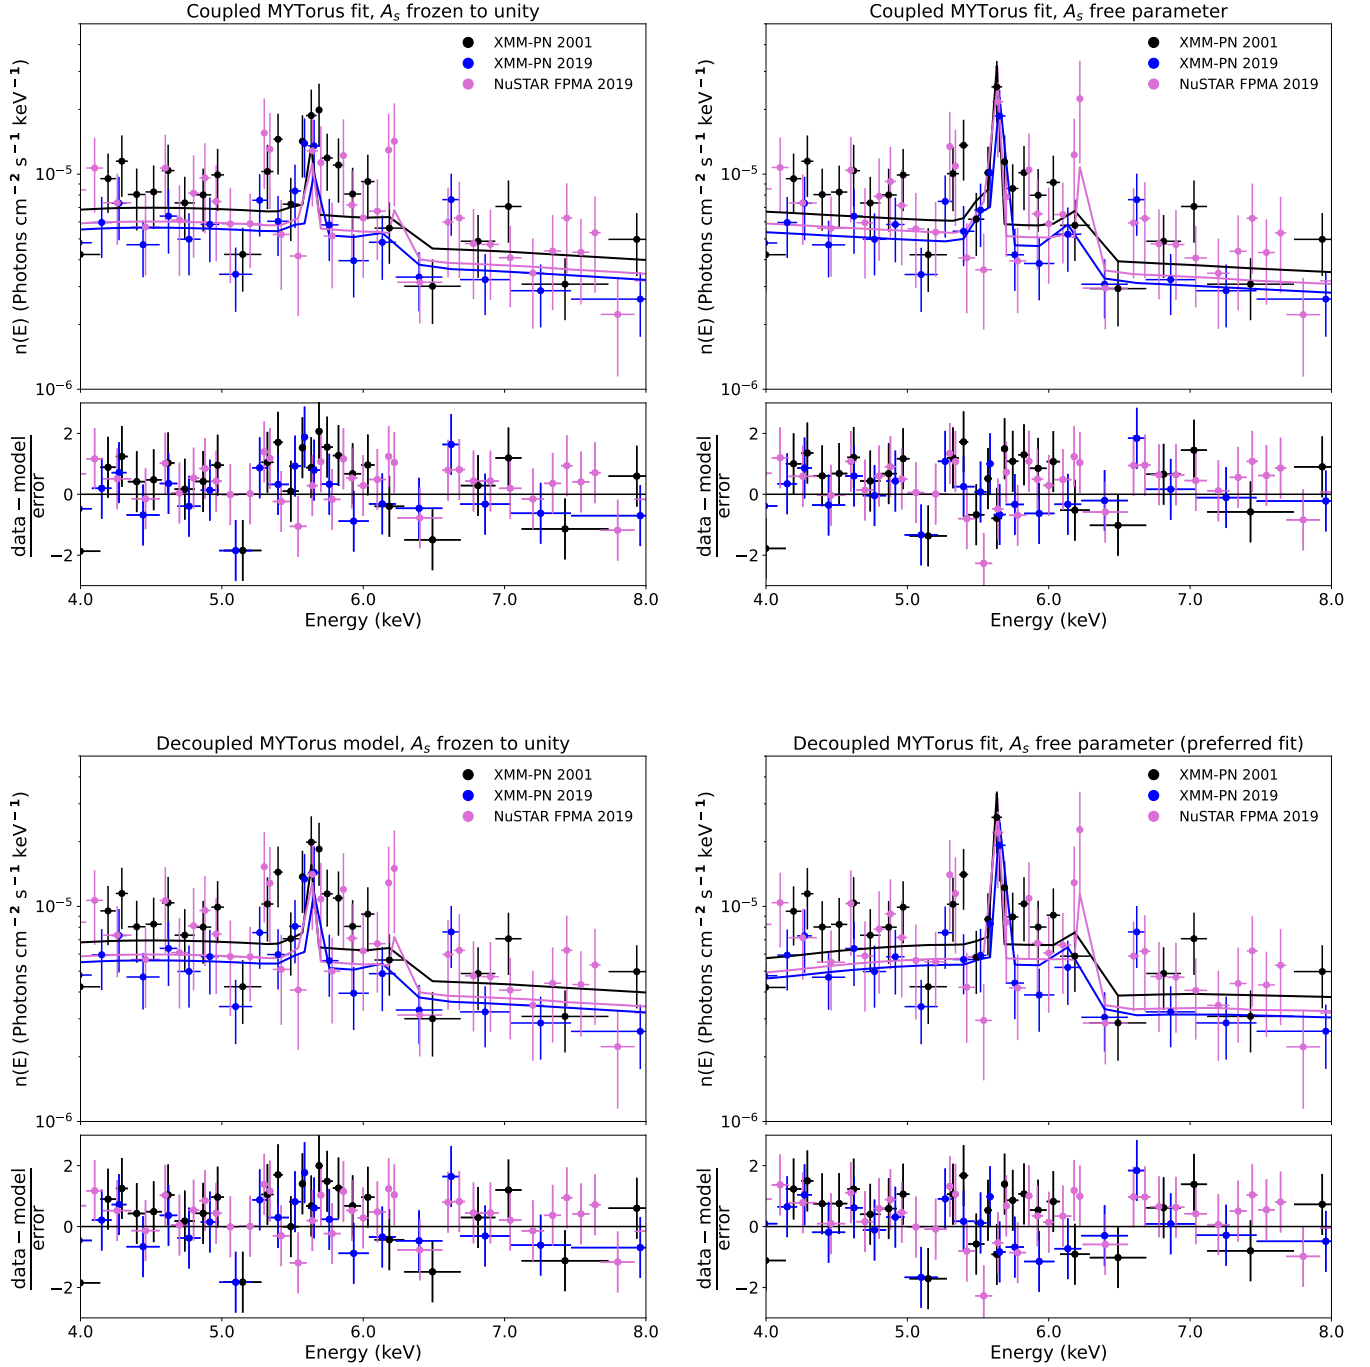 Coupled MYTorus fit, A_s frozen to unity
XMM-PN 2001
XMM-PN 2019
NuSTAR FPMA 2019
n(E) (Photons cm⁻² s⁻¹ keV⁻¹)
10⁻⁵
10⁻⁶
data − model
error
2
0
−2
4.0 5.0 6.0 7.0 8.0
Energy (keV)
Coupled MYTorus fit, A_s free parameter
XMM-PN 2001
XMM-PN 2019
NuSTAR FPMA 2019
n(E) (Photons cm⁻² s⁻¹ keV⁻¹)
10⁻⁵
10⁻⁶
data − model
error
2
0
−2
4.0 5.0 6.0 7.0 8.0
Energy (keV)
Decoupled MYTorus model, A_s frozen to unity
XMM-PN 2001
XMM-PN 2019
NuSTAR FPMA 2019
n(E) (Photons cm⁻² s⁻¹ keV⁻¹)
10⁻⁵
10⁻⁶
data − model
error
2
0
−2
4.0 5.0 6.0 7.0 8.0
Energy (keV)
Decoupled MYTorus fit, A_s free parameter (preferred fit)
XMM-PN 2001
XMM-PN 2019
NuSTAR FPMA 2019
n(E) (Photons cm⁻² s⁻¹ keV⁻¹)
10⁻⁵
10⁻⁶
data − model
error
2
0
−2
4.0 5.0 6.0 7.0 8.0
Energy (keV)